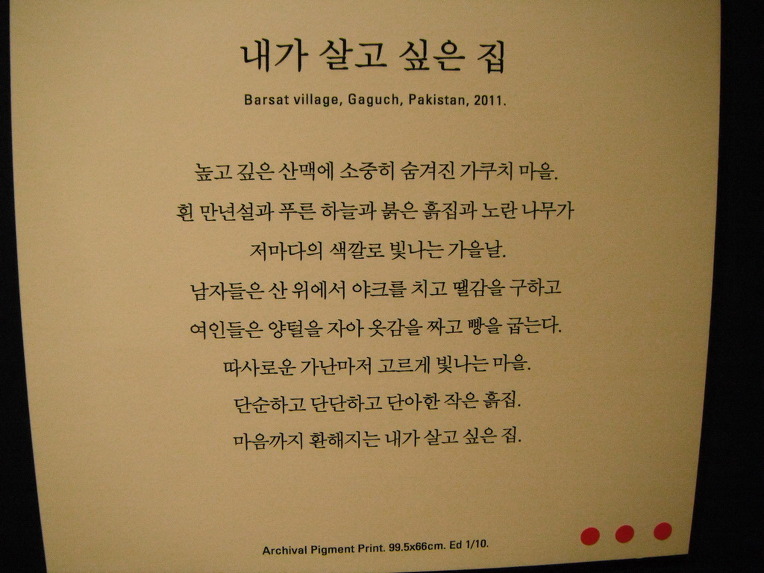 내가 살고 싶은 집
Barsat village, Gaguch, Pakistan, 2011.
높고 깊은 산맥에 소중히 숨겨진 가쿠치 마을.
흰 만년설과 푸른 하늘과 붉은 흙집과 노란 나무가
저마다의 색깔로 빛나는 가을날.
남자들은 산 위에서 야크를 치고 땔감을 구하고
여인들은 양털을 자아 옷감을 짜고 빵을 굽는다.
따사로운 가난마저 고르게 빛나는 마을.
단순하고 단단하고 단아한 작은 흙집.
마음까지 환해지는 내가 살고 싶은 집.
Archival Pigment Print. 99.5x66cm. Ed 1/10.